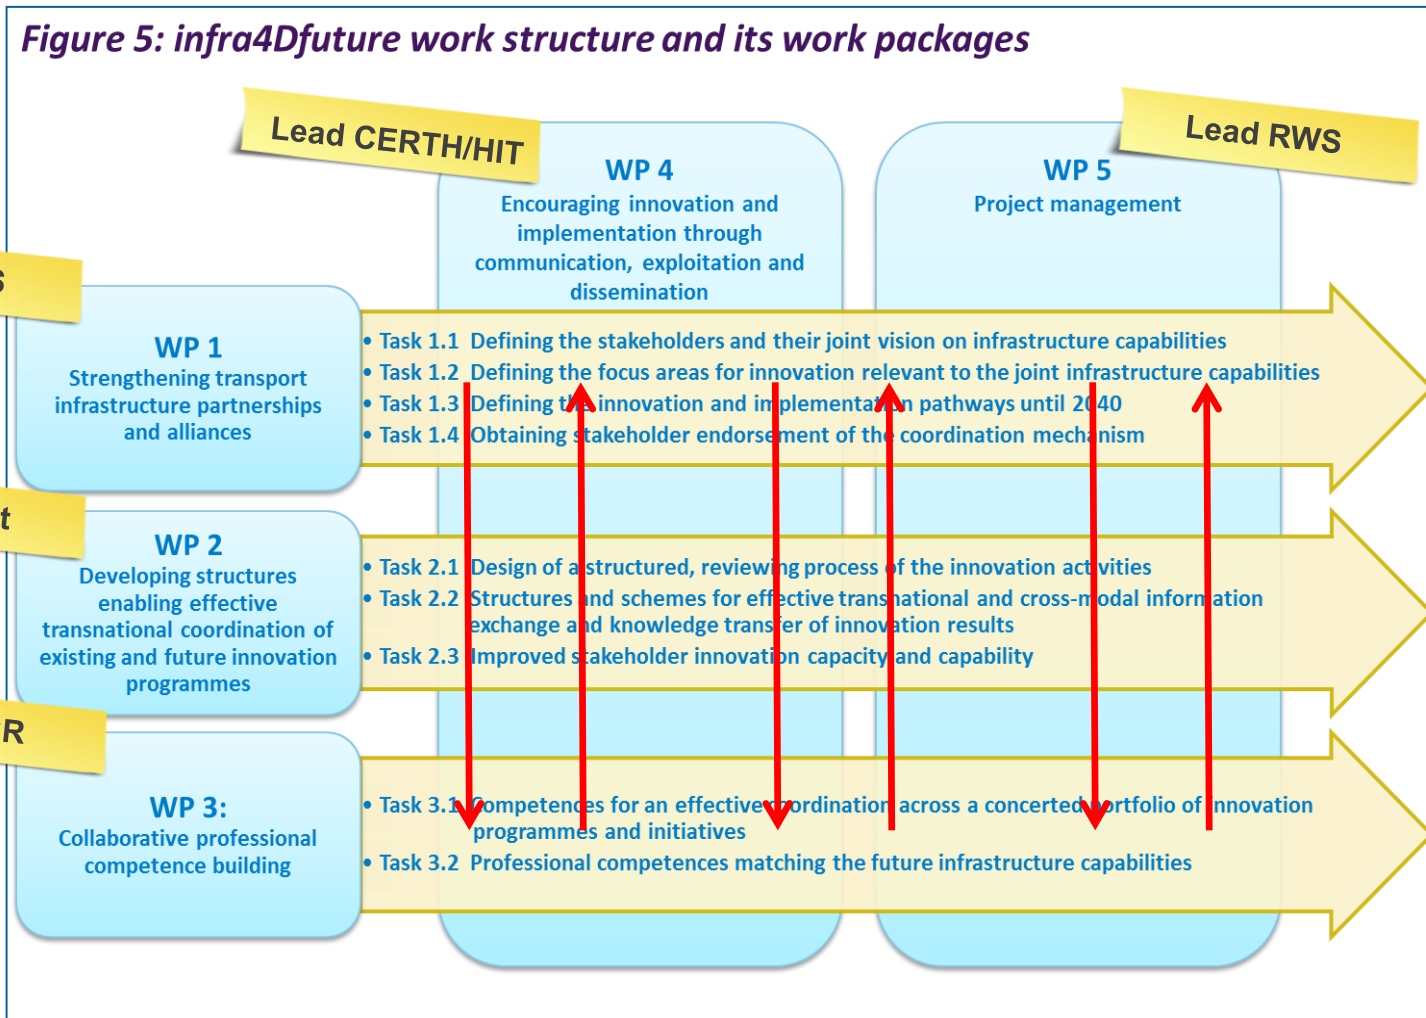 Figure 5: infra4Dfuture work structure and its work packages
Lead CERTH/HIT
Lead RWS
WP 4
Encouraging innovation and
implementation through
communication, exploitation and
dissemination
WP 5
Project management
S
WP 1
Strengthening transport
infrastructure partnerships
and alliances
• Task 1.1 Defining the stakeholders and their joint vision on infrastructure capabilities
• Task 1.2 Defining the focus areas for innovation relevant to the joint infrastructure capabilities
• Task 1.3 Defining the innovation and implementation pathways until 2040
• Task 1.4 Obtaining stakeholder endorsement of the coordination mechanism
t
WP 2
Developing structures
enabling effective
transnational coordination of
existing and future innovation
programmes
• Task 2.1 Design of a structured, reviewing process of the innovation activities
• Task 2.2 Structures and schemes for effective transnational and cross-modal information
exchange and knowledge transfer of innovation results
• Task 2.3 Improved stakeholder innovation capacity and capability
R
WP 3:
Collaborative professional
competence building
• Task 3.1 Competences for an effective coordination across a concerted portfolio of innovation
programmes and initiatives
• Task 3.2 Professional competences matching the future infrastructure capabilities